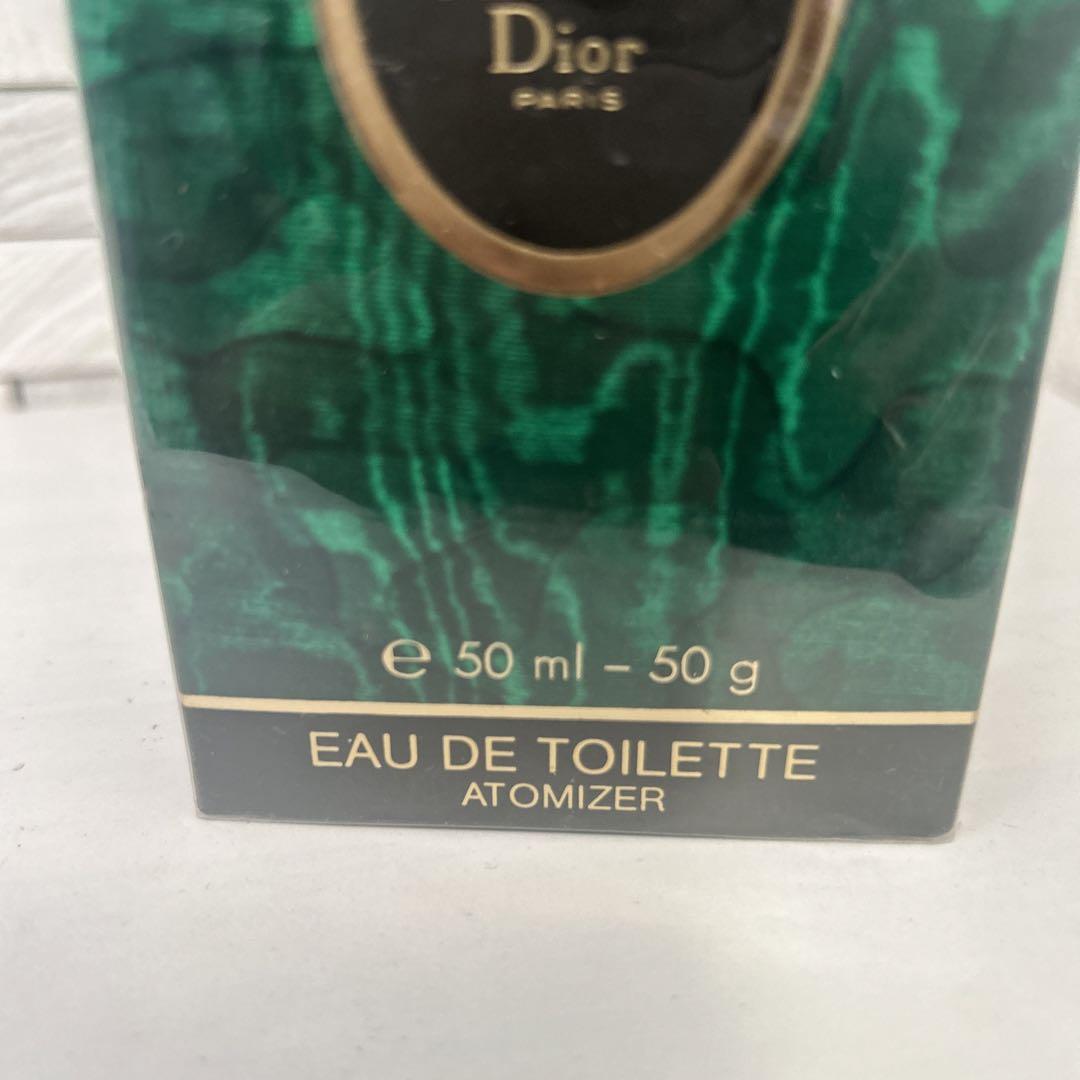 Dior
PARIS
e 50 ml – 50 g
EAU DE TOILETTE
ATOMIZER